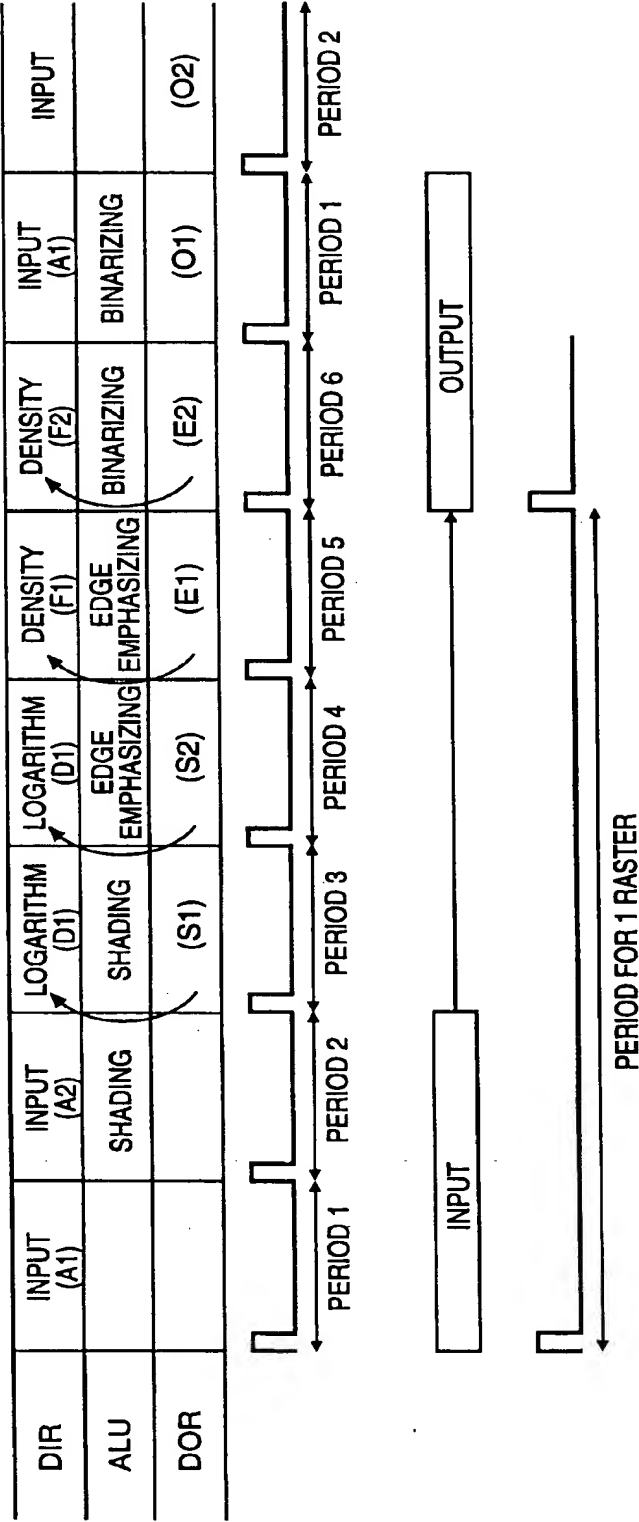 DIR
INPUT
(A1)
INPUT
(A2)
LOGARITHM
(D1)
LOGARITHM
(D1)
DENSITY
(F1)
DENSITY
(F2)
INPUT
(A1)
INPUT
ALU
SHADING
SHADING
EDGE
EMPHASIZING
EDGE
EMPHASIZING
BINARIZING
BINARIZING
DOR
(S1)
(S2)
(E1)
(E2)
(O1)
(O2)
PERIOD 1
PERIOD 2
PERIOD 3
PERIOD 4
PERIOD 5
PERIOD 6
PERIOD 1
PERIOD 2
INPUT
OUTPUT
PERIOD FOR 1 RASTER